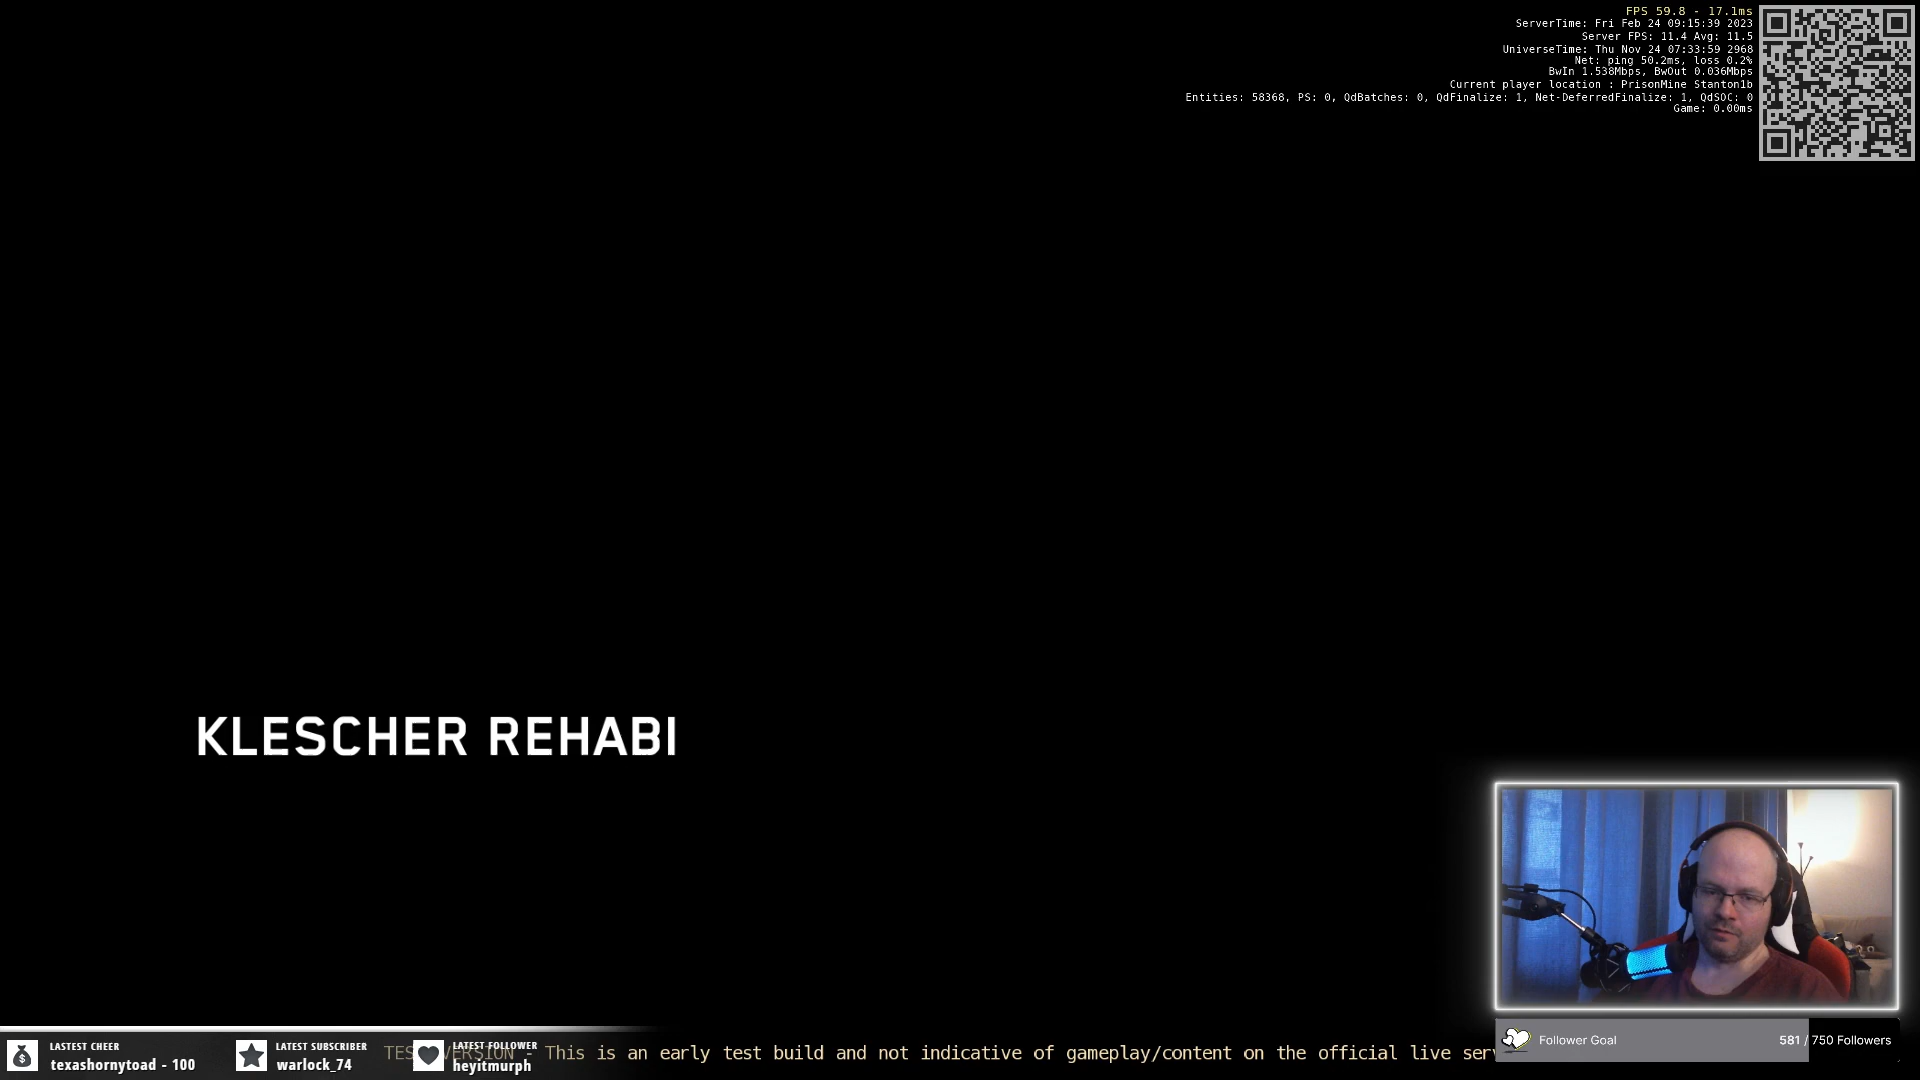 FPS 59.8 - 17.1ms
ServerTime: Fri Feb 24 09:15:39 2023
Server FPS: 11.4 Avg: 11.5
UniverseTime: Thu Nov 24 07:33:59 2968
Net: ping 50.2ms, loss 0.2%
BwIn 1.538Mbps, BwOut 0.036Mbps
Current player location : PrisonMine Stanton1b
Entities: 58368, PS: 0, QdBatches: 0, QdFinalize: 1, Net-DeferredFinalize: 1, QdSOC: 0
Game: 0.00ms
KLESCHER REHABI
LASTEST CHEER
texashornytoad - 100
LATEST SUBSCRIBER
warlock_74
LATEST FOLLOWER
heyitmurph
TEST VERSION - This is an early test build and not indicative of gameplay/content on the official live serv
Follower Goal 581 / 750 Followers